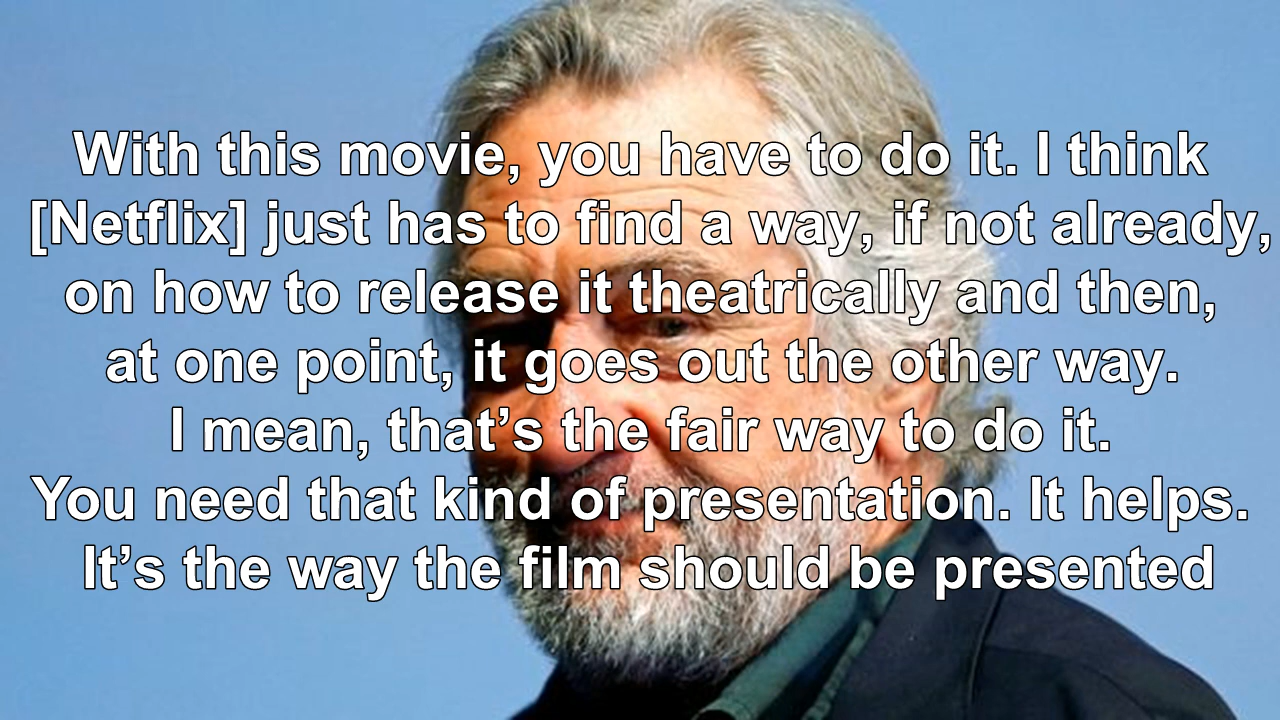 With this movie, you have to do it. I think
[Netflix] just has to find a way, if not already,
on how to release it theatrically and then,
at one point, it goes out the other way.
I mean, that’s the fair way to do it.
You need that kind of presentation. It helps.
It’s the way the film should be presented